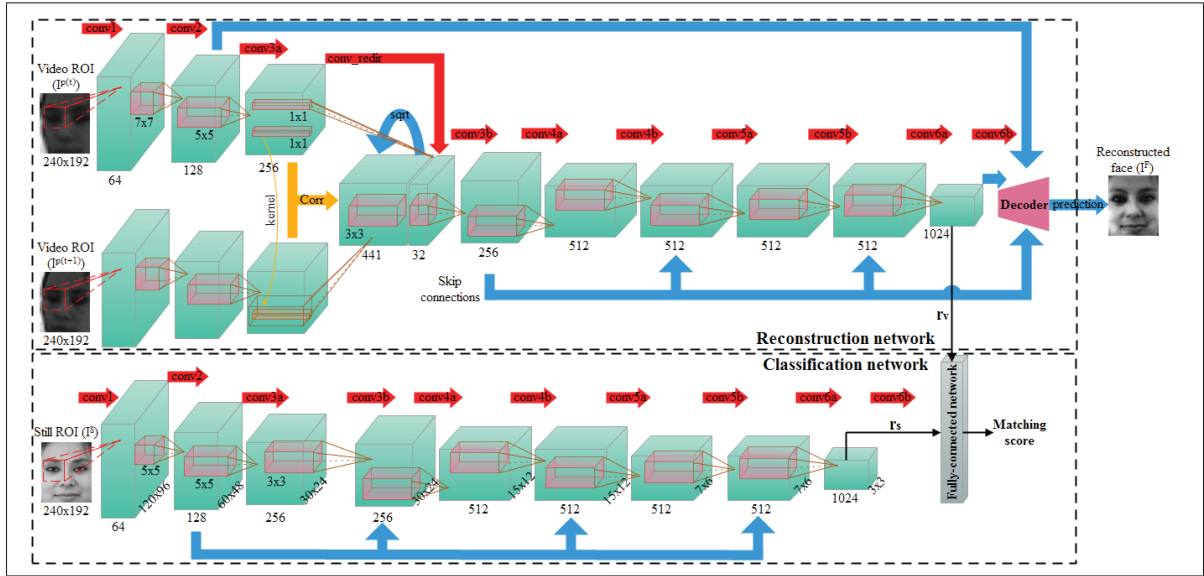 conv1
conv2
conv3a
conv_redir
Video ROI
(I^p(t))
240x192
7x7
64
5x5
128
1x1
1x1
256
kernel
Corr
sqrt
conv3b
conv4a
conv4b
conv5a
conv5b
conv6a
conv6b
3x3
441
32
256
512
512
512
512
1024
Decoder
prediction
Reconstructed
face (I^F)
Video ROI
(I^p(t+1))
240x192
Skip
connections
r_v
Reconstruction network
Classification network
conv1
conv2
conv3a
conv3b
conv4a
conv4b
conv5a
conv5b
conv6a
conv6b
Still ROI (I^S)
240x192
5x5
120x96
64
5x5
60x48
128
3x3
30x24
256
30x24
256
15x12
512
15x12
512
7x6
512
7x6
512
1024
3x3
r_s
Fully-connected network
Matching
score